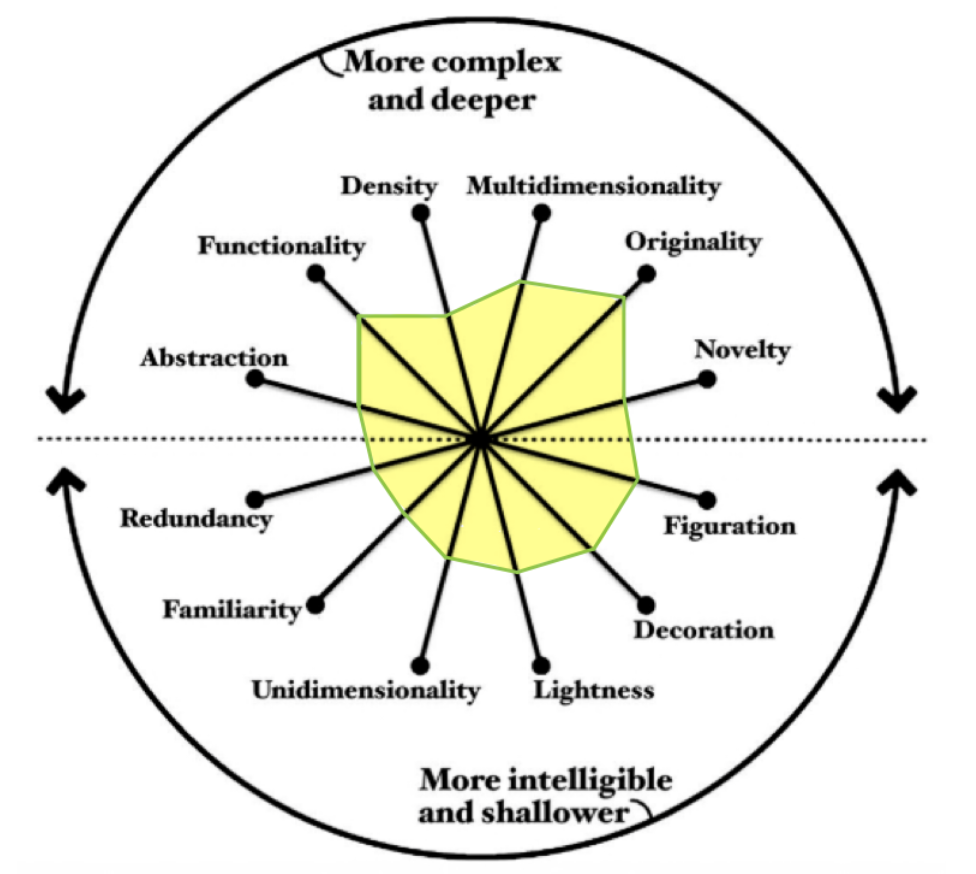 More complex
and deeper
Density
Multidimensionality
Functionality
Originality
Abstraction
Novelty
Redundancy
Figuration
Familiarity
Decoration
Unidimensionality
Lightness
More intelligible
and shallower